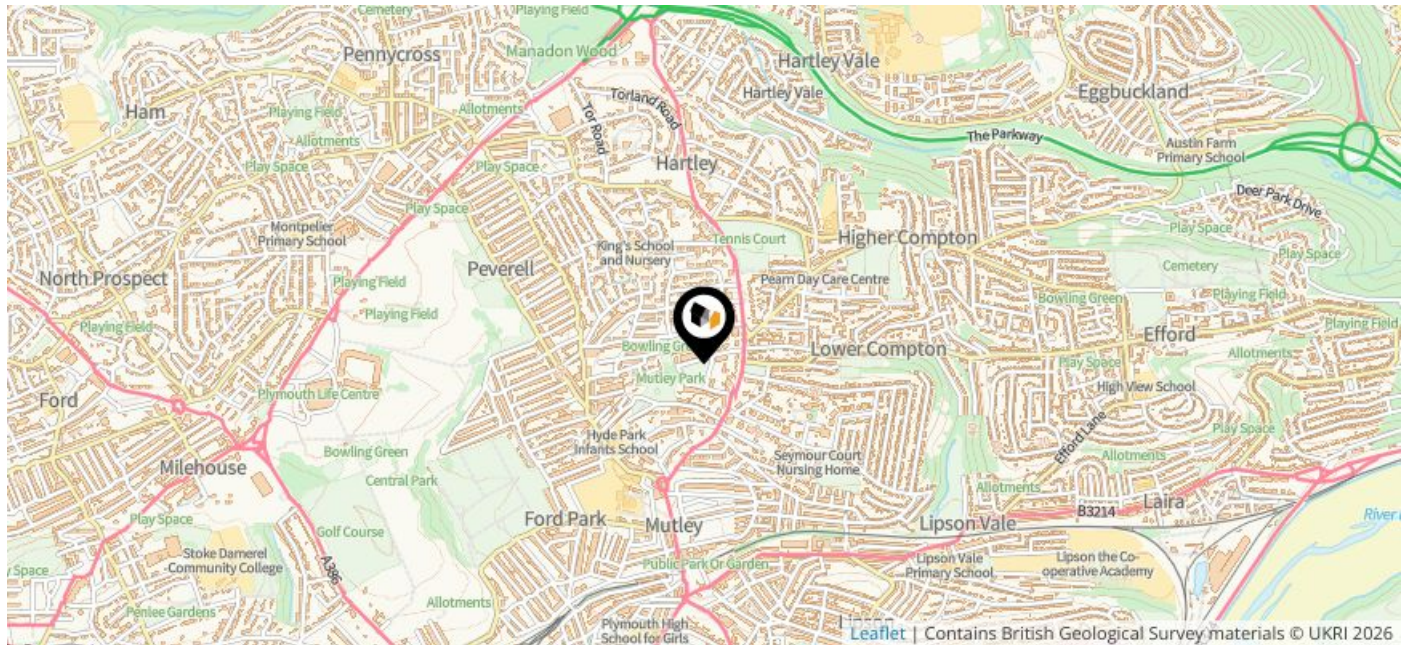 Cemetery
Playing Field
Playing Field
Pennycross
Manadon Wood
Hartley Vale
Ham
Playing Field
Allotments
Torland Road
Hartley Vale
Eggbuckland
Allotments
Tor Road
The Parkway
Austin Farm
Primary School
Play Space
Play Space
Hartley
Deer Park Drive
Play Space
Montpelier
Primary School
King's School
and Nursery
Tennis Court
Higher Compton
Play Space
Play Space
North Prospect
Peverell
Playing Field
Pearn Day Care Centre
Cemetery
Bowling Green
Playing Field
Playing Field
Playing Field
Playing Field
Efford
Bowling Gre
Lower Compton
Play Space
Allotments
Mutley Park
High View School
Ford
Plymouth Life Centre
Efford Lane
Play Space
Hyde Park
Infants School
Bowling Green
Seymour Court
Nursing Home
Allotments
Milehouse
Central Park
Allotments
Laira
Play Space
Ford Park
Mutley
B3214
Lipson Vale
River
Golf Course
Stoke Damerel
Community College
A386
Public Park Or Garden
Lipson Vale
Primary School
Lipson the Co-
operative Academy
y Space
Penlee Gardens
Allotments
Plymouth High
School for Girls
Lipson
Leaflet | Contains British Geological Survey materials © UKRI 2026